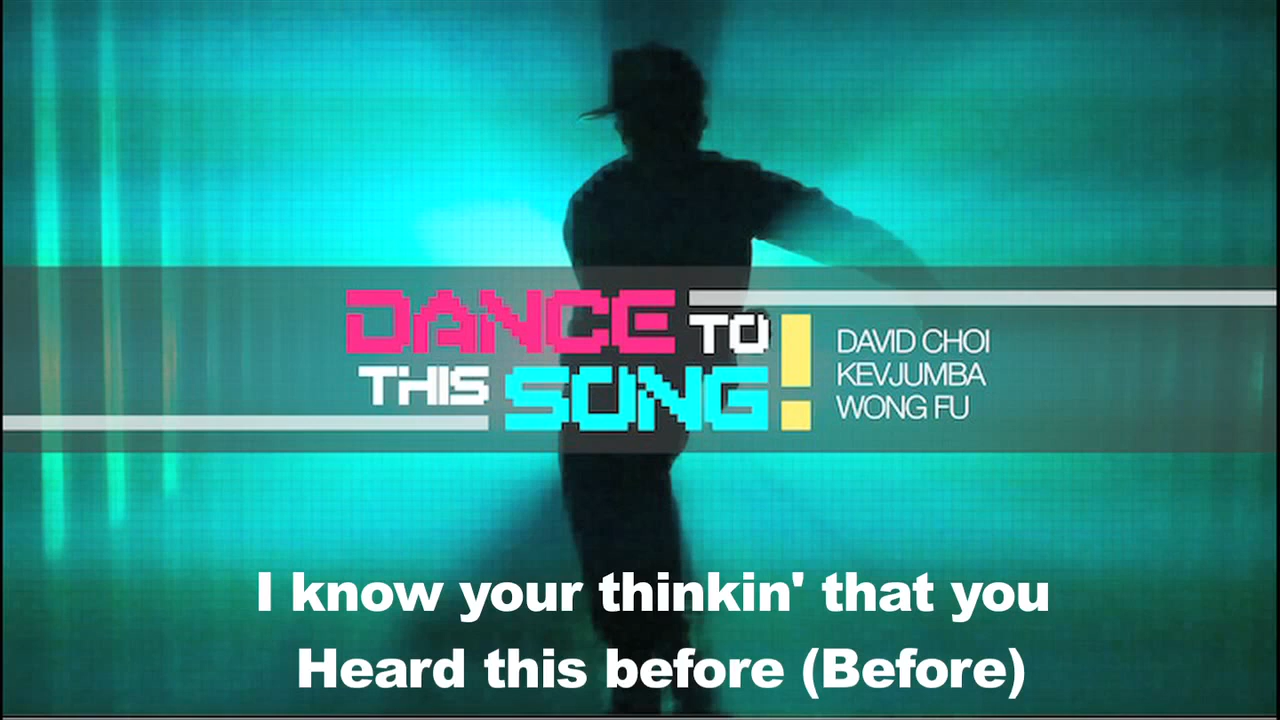 DANCE TO
THIS SONG!
DAVID CHOI
KEVJUMBA
WONG FU
I know your thinkin' that you
Heard this before (Before)